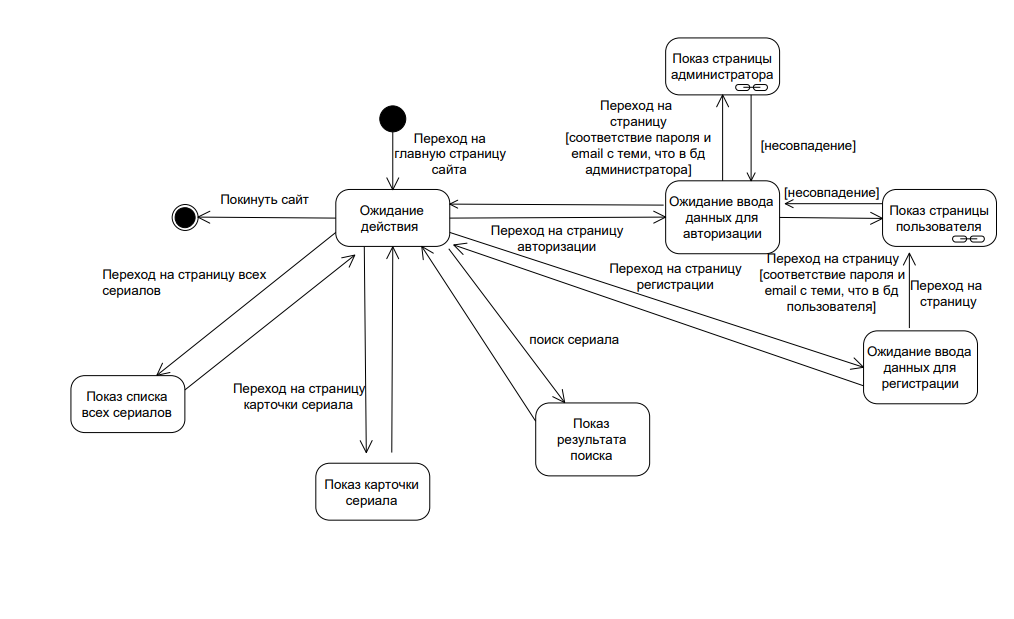 Показ страницы
администратора
Переход на
страницу
[соответствие пароля и
email с теми, что в бд
администратора]
[несовпадение]
Переход на
главную страницу
сайта
Покинуть сайт
Ожидание
действия
Ожидание ввода
данных для
авторизации
[несовпадение]
Показ страницы
пользователя
Переход на страницу
авторизации
Переход на страницу
регистрации
Переход на страницу
[соответствие пароля и
email с теми, что в бд
пользователя]
Переход на
страницу
Переход на страницу всех
сериалов
поиск сериала
Ожидание ввода
данных для
регистрации
Показ списка
всех сериалов
Переход на страницу
карточки сериала
Показ
результата
поиска
Показ карточки
сериала